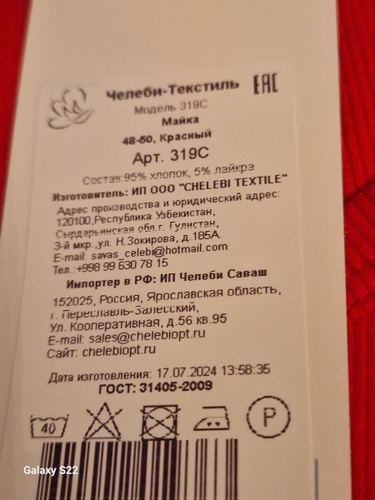 Челеби-Текстиль
EAC
Модель 319С
Майка
48-50, Красный
Арт. 319С
Состав:95% хлопок, 5% лайкра
Изготовитель: ИП ООО "CHELEBI TEXTILE"
Адрес производства и юридический адрес:
120100,Республика Узбекистан,
Сырдарьинская обл.г. Гулистан,
3-й мкр.,ул. Н.Зокирова, д.185А.
E-mail: savas_celebi@hotmail.com
Тел.:+998 99 630 78 15
Импортер в РФ: ИП Челеби Саваш
152025, Россия, Ярославская область,
г. Переславль-Залесский,
Ул. Кооперативная, д.56 кв.95
E-mail: sales@chelebiopt.ru
Сайт: chelebiopt.ru
Дата изготовления: 17.07.2024 13:58:35
ГОСТ: 31405-2009
40
P
Galaxy S22